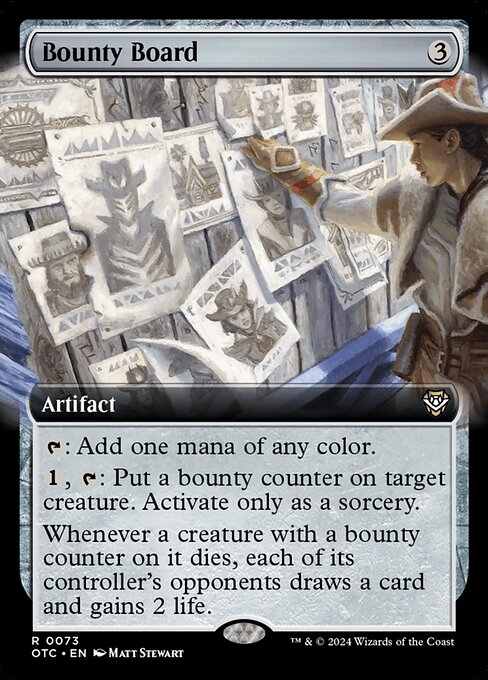 Bounty Board 3
Artifact
: Add one mana of any color.
1 , : Put a bounty counter on target
creature. Activate only as a sorcery.
Whenever a creature with a bounty
counter on it dies, each of its
controller's opponents draws a card
and gains 2 life.
R 0073
OTC • EN Matt Stewart
™ & © 2024 Wizards of the Coast